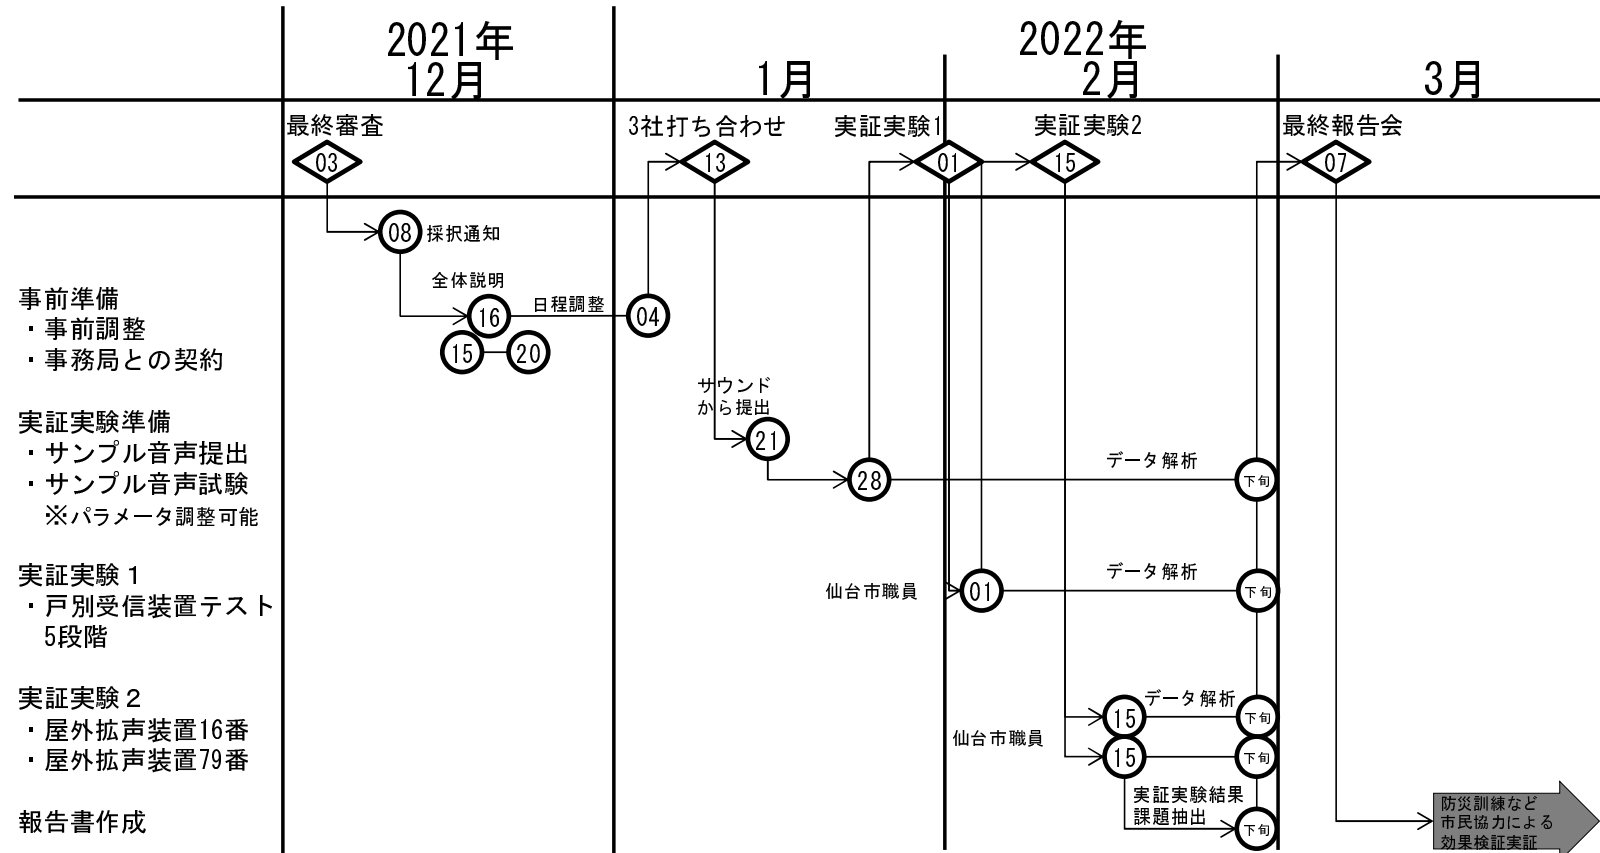 2021年
2022年
12月
1月
2月
3月
最終審査
3社打ち合わせ
実証実験1
実証実験2
最終報告会
03
13
01
15
07
08
採択通知
全体説明
事前準備
日程調整
16
04
・事前調整
・事務局との契約
15
20
サウンド
から提出
実証実験準備
21
・サンプル音声提出
データ解析
・サンプル音声試験
28
下旬
※パラメータ調整可能
実証実験１
データ解析
仙台市職員
01
下旬
・戸別受信装置テスト
5段階
実証実験２
データ解析
15
下旬
・屋外拡声装置16番
仙台市職員
・屋外拡声装置79番
15
下旬
実証実験結果
課題抽出
報告書作成
下旬
防災訓練など
市民協力による
効果検証実証